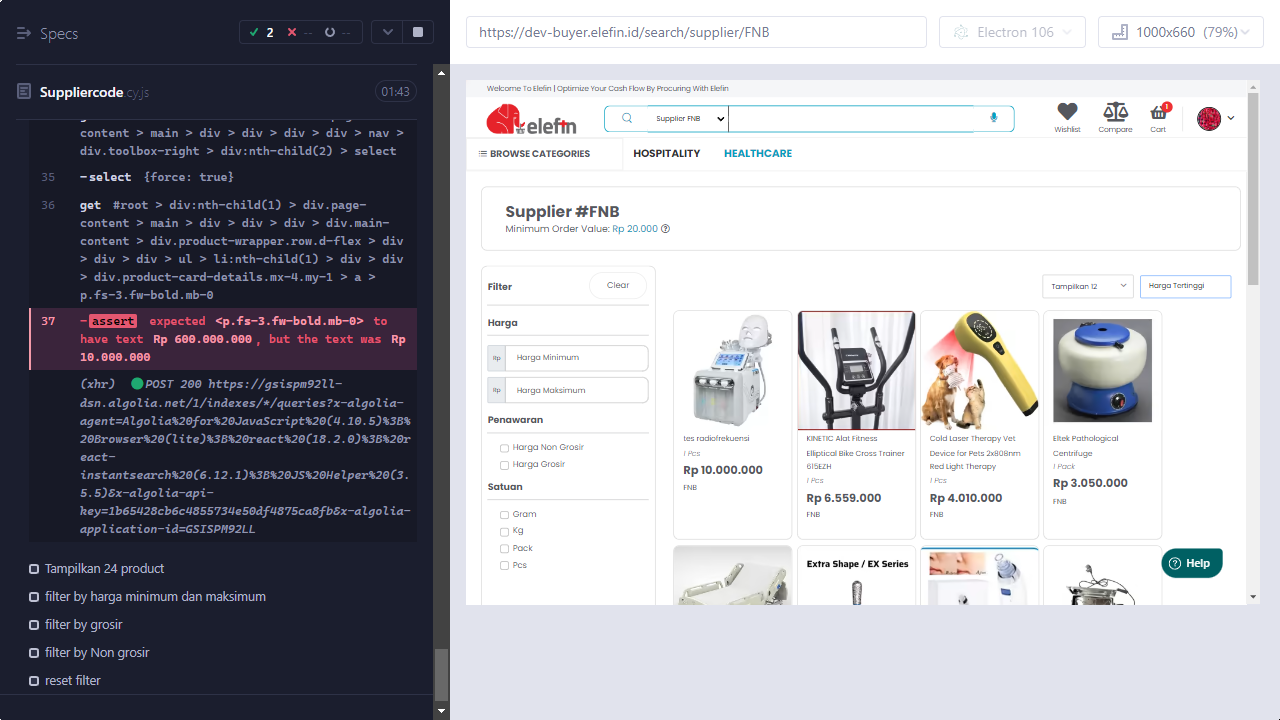 Specs
2
--
--
Suppliercode cy.js
01:43
content > main > div > div > div > div > nav >
div.toolbox-right > div:nth-child(2) > select
35 -select {force: true}
36 get #root > div:nth-child(1) > div.page-
content > main > div > div > div > div.main-
content > div.product-wrapper.row.d-flex > div
> div > div > ul > li:nth-child(1) > div > div
> div.product-card-details.mx-4.my-1 > a >
p.fs-3.fw-bold.mb-0
37 -assert expected <p.fs-3.fw-bold.mb-0> to
have text Rp 600.000.000, but the text was Rp
10.000.000
(xhr) POST 200 https://gsispm92ll-
dsn.algolia.net/1/indexes/*/queries?x-algolia-
agent=Algolia%20for%20JavaScript%20(4.10.5)%3B%
20Browser%20(lite)%3B%20react%20(18.2.0)%3B%20r
eact-
instantsearch%20(6.12.1)%3B%20JS%20Helper%20(3.
5.5)&x-algolia-api-
key=1b65428cb6c4855734e50df4875ca8fb&x-algolia-
application-id=GSISPM92LL
Tampilkan 24 product
filter by harga minimum dan maksimum
filter by grosir
filter by Non grosir
reset filter
https://dev-buyer.elefin.id/search/supplier/FNB
Electron 106
1000x660 (79%)
Welcome To Elefin | Optimize Your Cash Flow By Procuring With Elefin
elefin
Supplier FNB
Wishlist
Compare
1
Cart
BROWSE CATEGORIES
HOSPITALITY
HEALTHCARE
Supplier #FNB
Minimum Order Value: Rp 20.000
Filter
Clear
Harga
Rp Harga Minimum
Rp Harga Maksimum
Penawaran
Harga Non Grosir
Harga Grosir
Satuan
Gram
Kg
Pack
Pcs
Tampilkan 12
Harga Tertinggi
tes radiofrekuensi
1 Pcs
Rp 10.000.000
FNB
KINETIC Alat Fitness
Elliptical Bike Cross Trainer
615EZH
1 Pcs
Rp 6.559.000
FNB
Cold Laser Therapy Vet
Device for Pets 2x808nm
Red Light Therapy
1 Pcs
Rp 4.010.000
FNB
Eltek Pathological
Centrifuge
1 Pack
Rp 3.050.000
FNB
Extra Shape / EX Series
Help